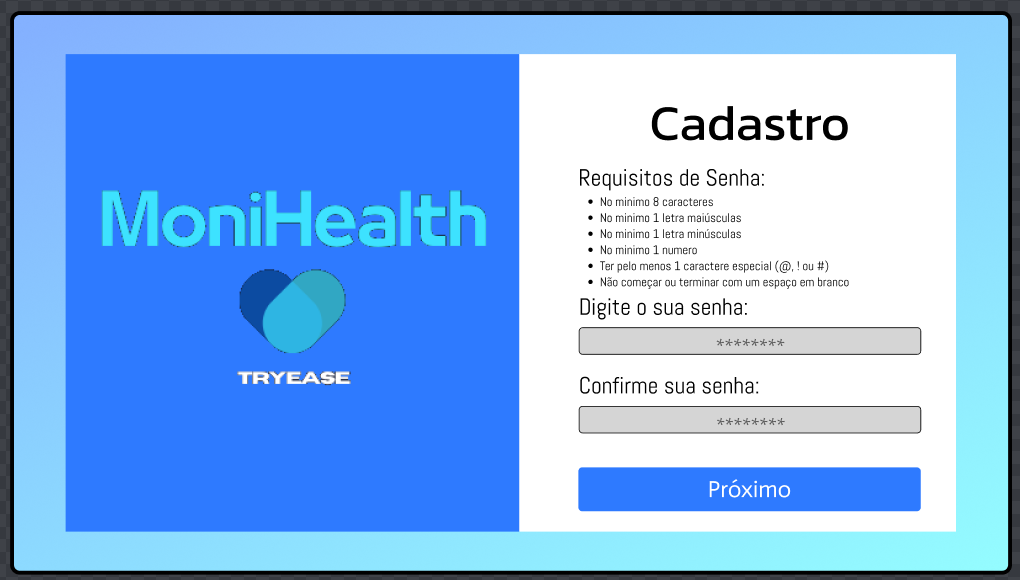 MoniHealth
TRYEASE
Cadastro
Requisitos de Senha:
• No minimo 8 caracteres
• No minimo 1 letra maiúsculas
• No minimo 1 letra minúsculas
• No minimo 1 numero
• Ter pelo menos 1 caractere especial (@, ! ou #)
• Não começar ou terminar com um espaço em branco
Digite o sua senha:
********
Confirme sua senha:
********
Próximo